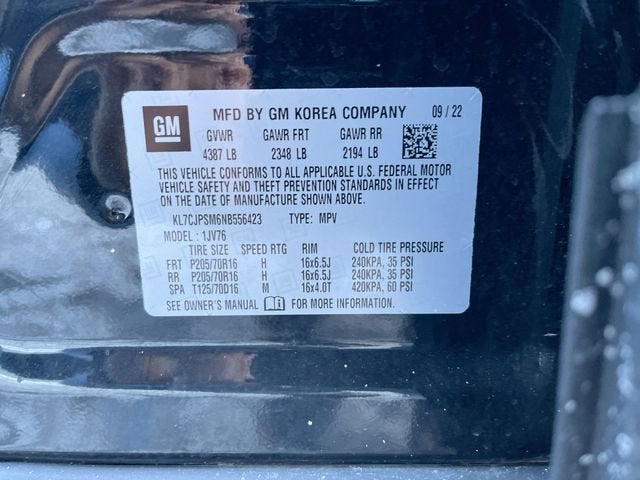 GM
MFD BY GM KOREA COMPANY 09/22
GVWR GAWR FRT GAWR RR
4387 LB 2348 LB 2194 LB
THIS VEHICLE CONFORMS TO ALL APPLICABLE U.S. FEDERAL MOTOR
VEHICLE SAFETY AND THEFT PREVENTION STANDARDS IN EFFECT
ON THE DATE OF MANUFACTURE SHOWN ABOVE.
KL7CJPSM6NB556423 TYPE: MPV
MODEL: 1JV76
TIRE SIZE SPEED RTG RIM COLD TIRE PRESSURE
FRT P205/70R16 H 16x6.5J 240KPA, 35 PSI
RR P205/70R16 H 16x6.5J 240KPA, 35 PSI
SPA T125/70D16 M 16x4.0T 420KPA, 60 PSI
SEE OWNER'S MANUAL FOR MORE INFORMATION.